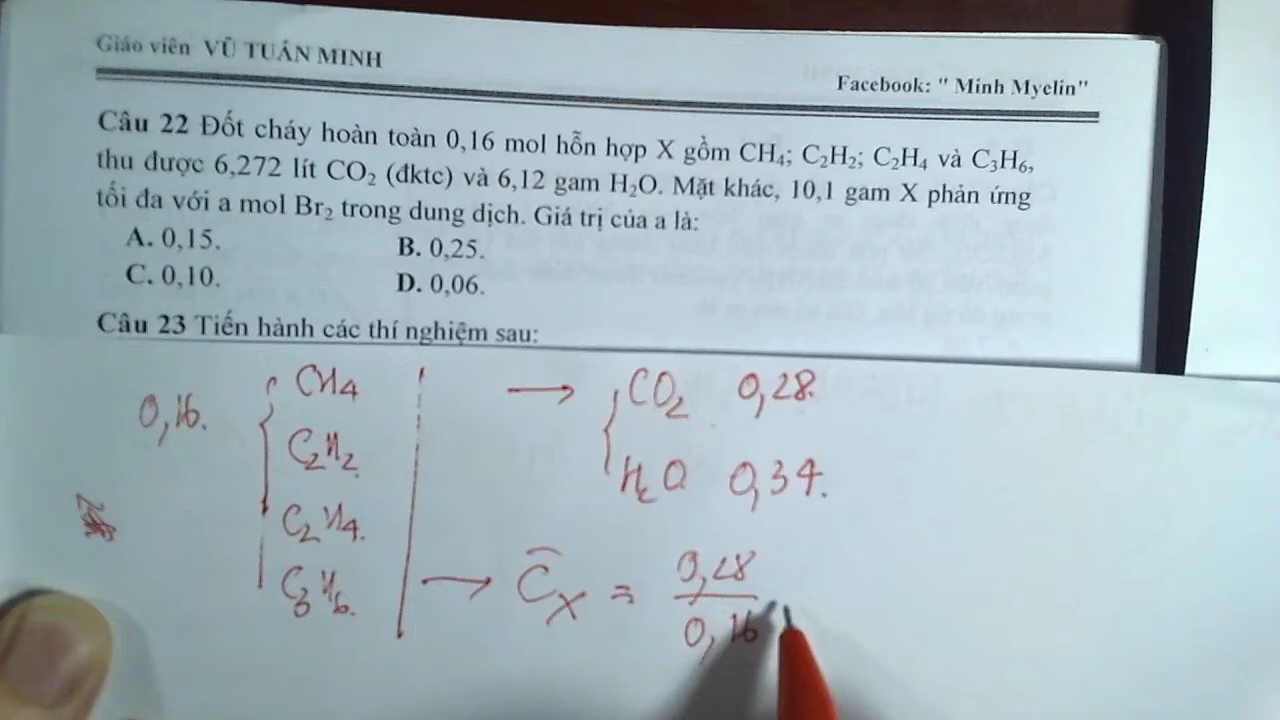 Giáo viên VŨ TUẤN MINH
Facebook: " Minh Myelin"
Câu 22 Đốt cháy hoàn toàn 0,16 mol hỗn hợp X gồm CH₄; C₂H₂; C₂H₄ và C₃H₆,
thu được 6,272 lít CO₂ (đktc) và 6,12 gam H₂O. Mặt khác, 10,1 gam X phản ứng
tối đa với a mol Br₂ trong dung dịch. Giá trị của a là:
A. 0,15. B. 0,25.
C. 0,10. D. 0,06.
Câu 23 Tiến hành các thí nghiệm sau:
0,16. CH₄ → CO₂ 0,28.
C₂H₂. H₂O 0,34.
C₂H₄.
C₃H₆. → C̄ₓ = 0,28
0,16